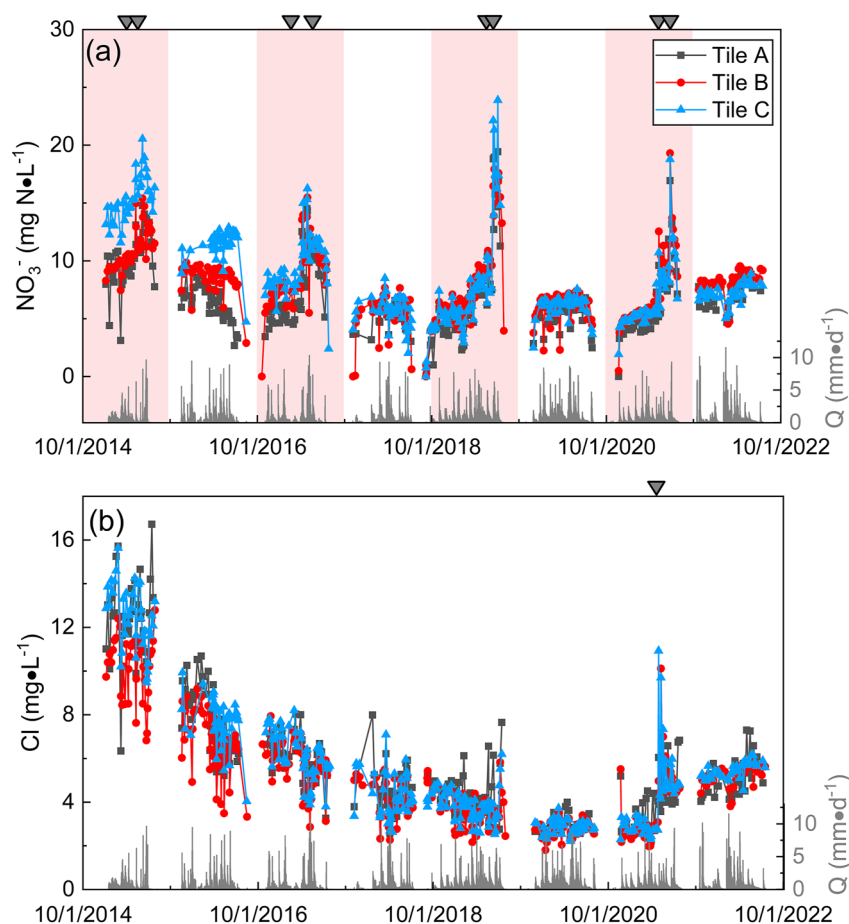 (a)
30
20
10
0
NO₃⁻ (mg N•L⁻¹)
Tile A
Tile B
Tile C
10
5
0
Q (mm•d⁻¹)
10/1/2014
10/1/2016
10/1/2018
10/1/2020
10/1/2022
(b)
16
12
8
4
0
Cl (mg•L⁻¹)
10
5
0
Q (mm•d⁻¹)
10/1/2014
10/1/2016
10/1/2018
10/1/2020
10/1/2022